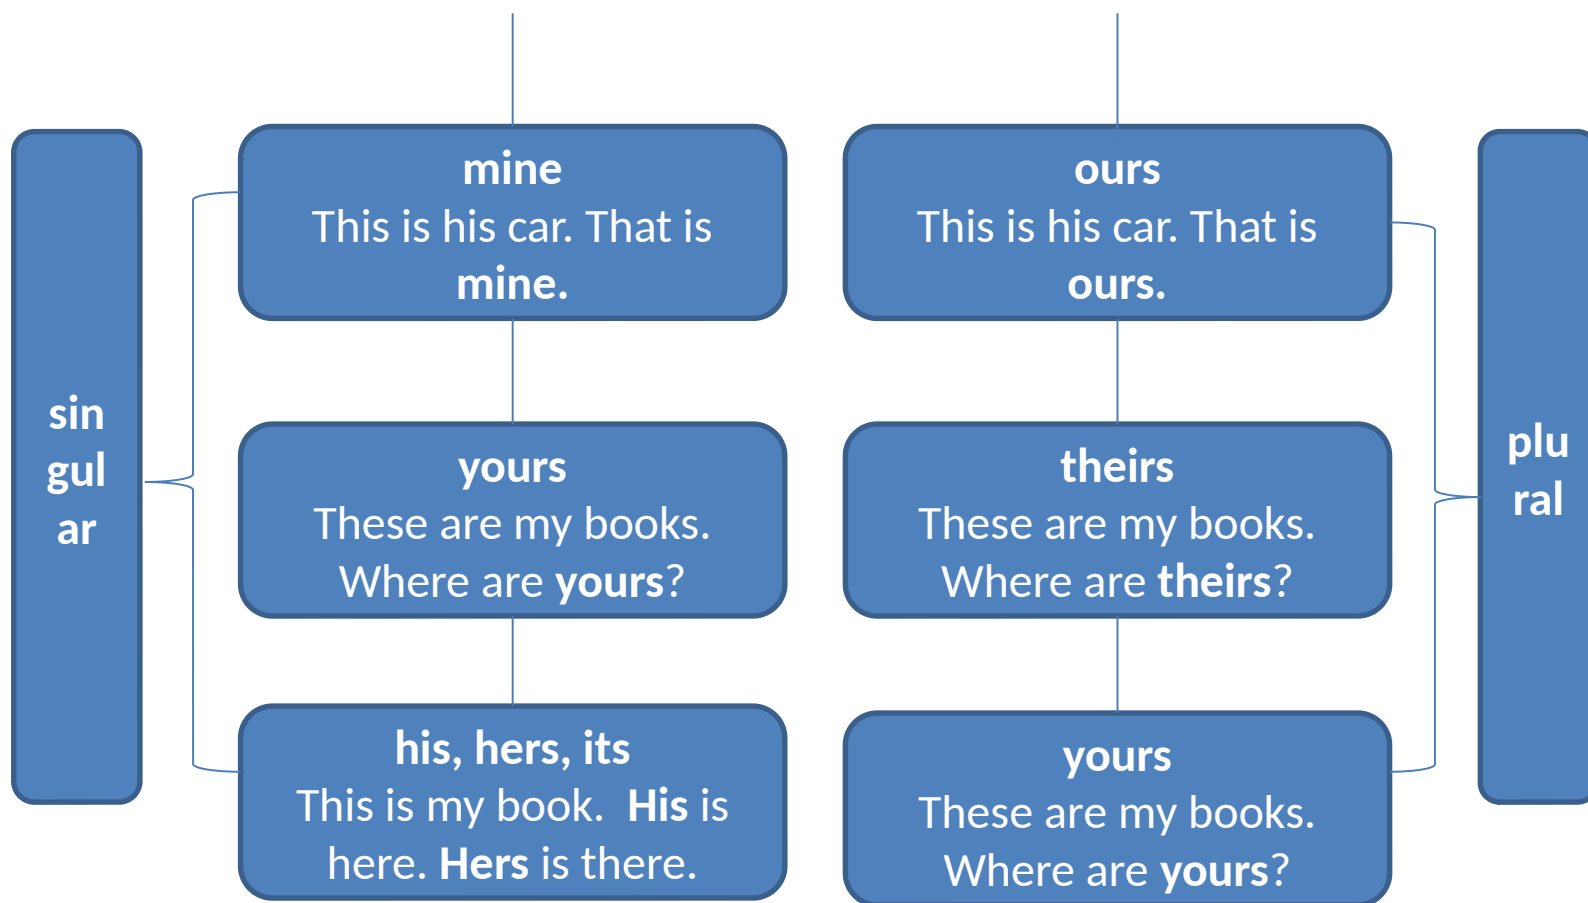 sin
gul
ar
mine
This is his car. That is
mine.
yours
These are my books.
Where are yours?
his, hers, its
This is my book.  His is
here. Hers is there.
ours
This is his car. That is
ours.
theirs
These are my books.
Where are theirs?
yours
These are my books.
Where are yours?
plu
ral